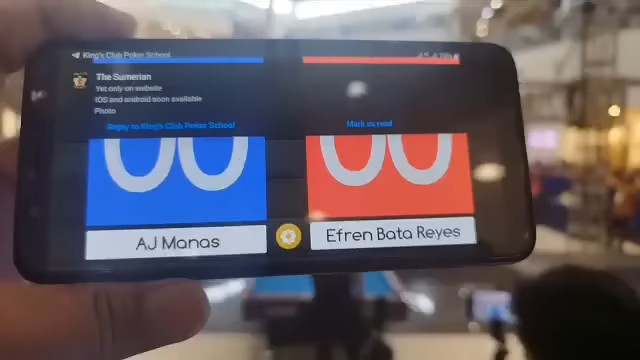 King's Club Poker School
The Sumerian
Yet only on website
IOS and android soon available
Photo
Reply to King's Club Poker School
Mark as read
00
00
AJ Manas
Efren Bata Reyes